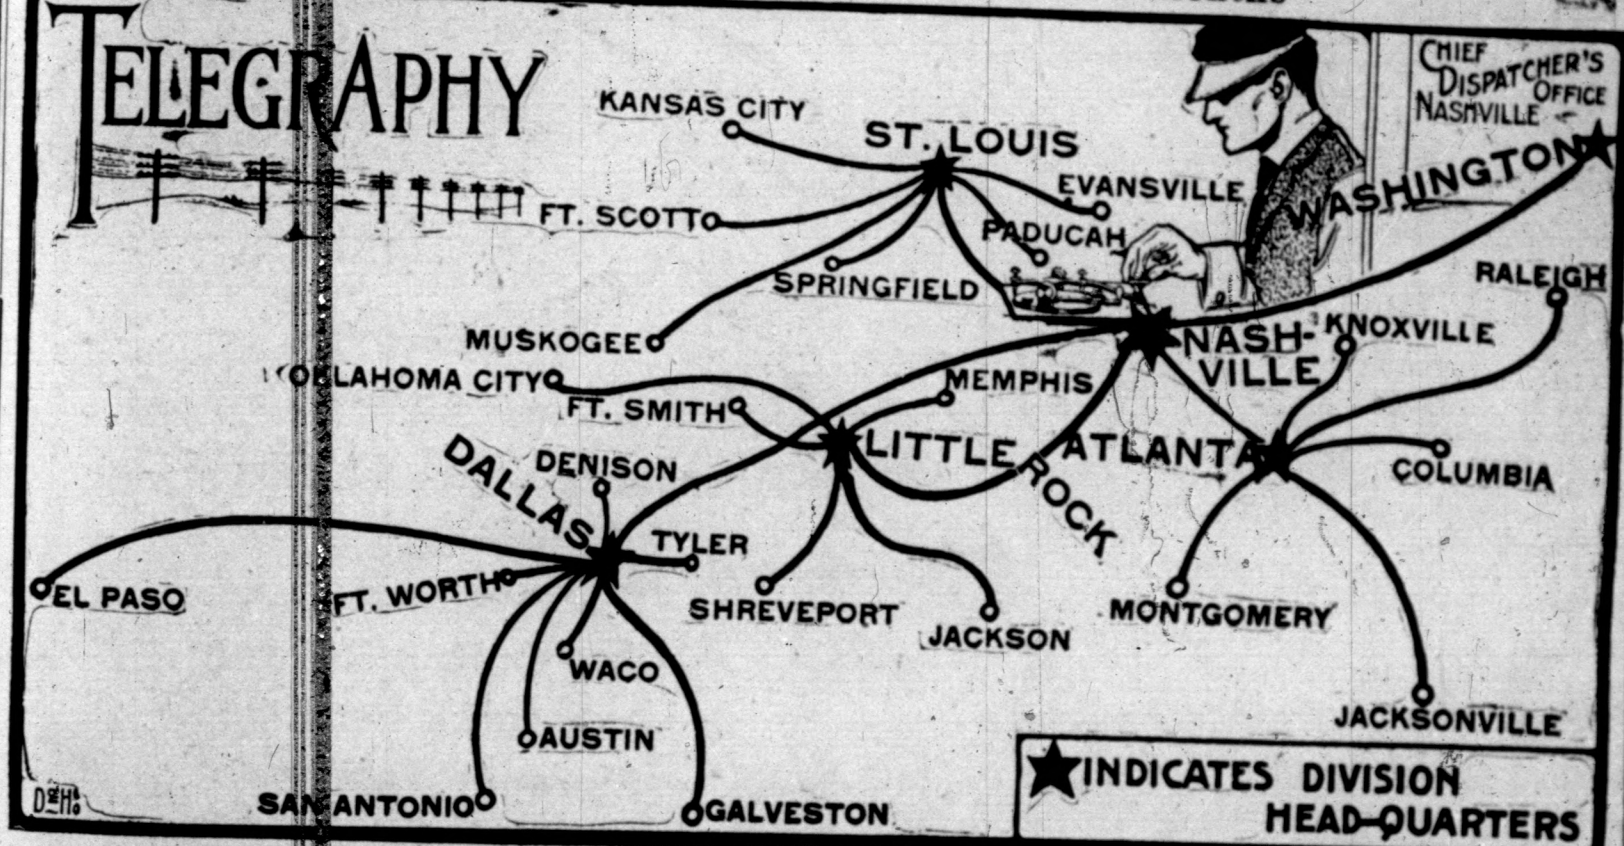 TELEGRAPHY
CHIEF
DISPATCHER'S
OFFICE
NASHVILLE
KANSAS CITY
ST. LOUIS
WASHINGTON
EVANSVILLE
FT. SCOTT
PADUCAH
SPRINGFIELD
RALEIGH
MUSKOGEE
NASH-
VILLE
KNOXVILLE
OKLAHOMA CITY
MEMPHIS
FT. SMITH
LITTLE ROCK
ATLANTA
DALLAS
DENISON
COLUMBIA
TYLER
EL PASO
FT. WORTH
SHREVEPORT
JACKSON
MONTGOMERY
WACO
AUSTIN
JACKSONVILLE
SAN ANTONIO
GALVESTON
INDICATES DIVISION
HEAD-QUARTERS